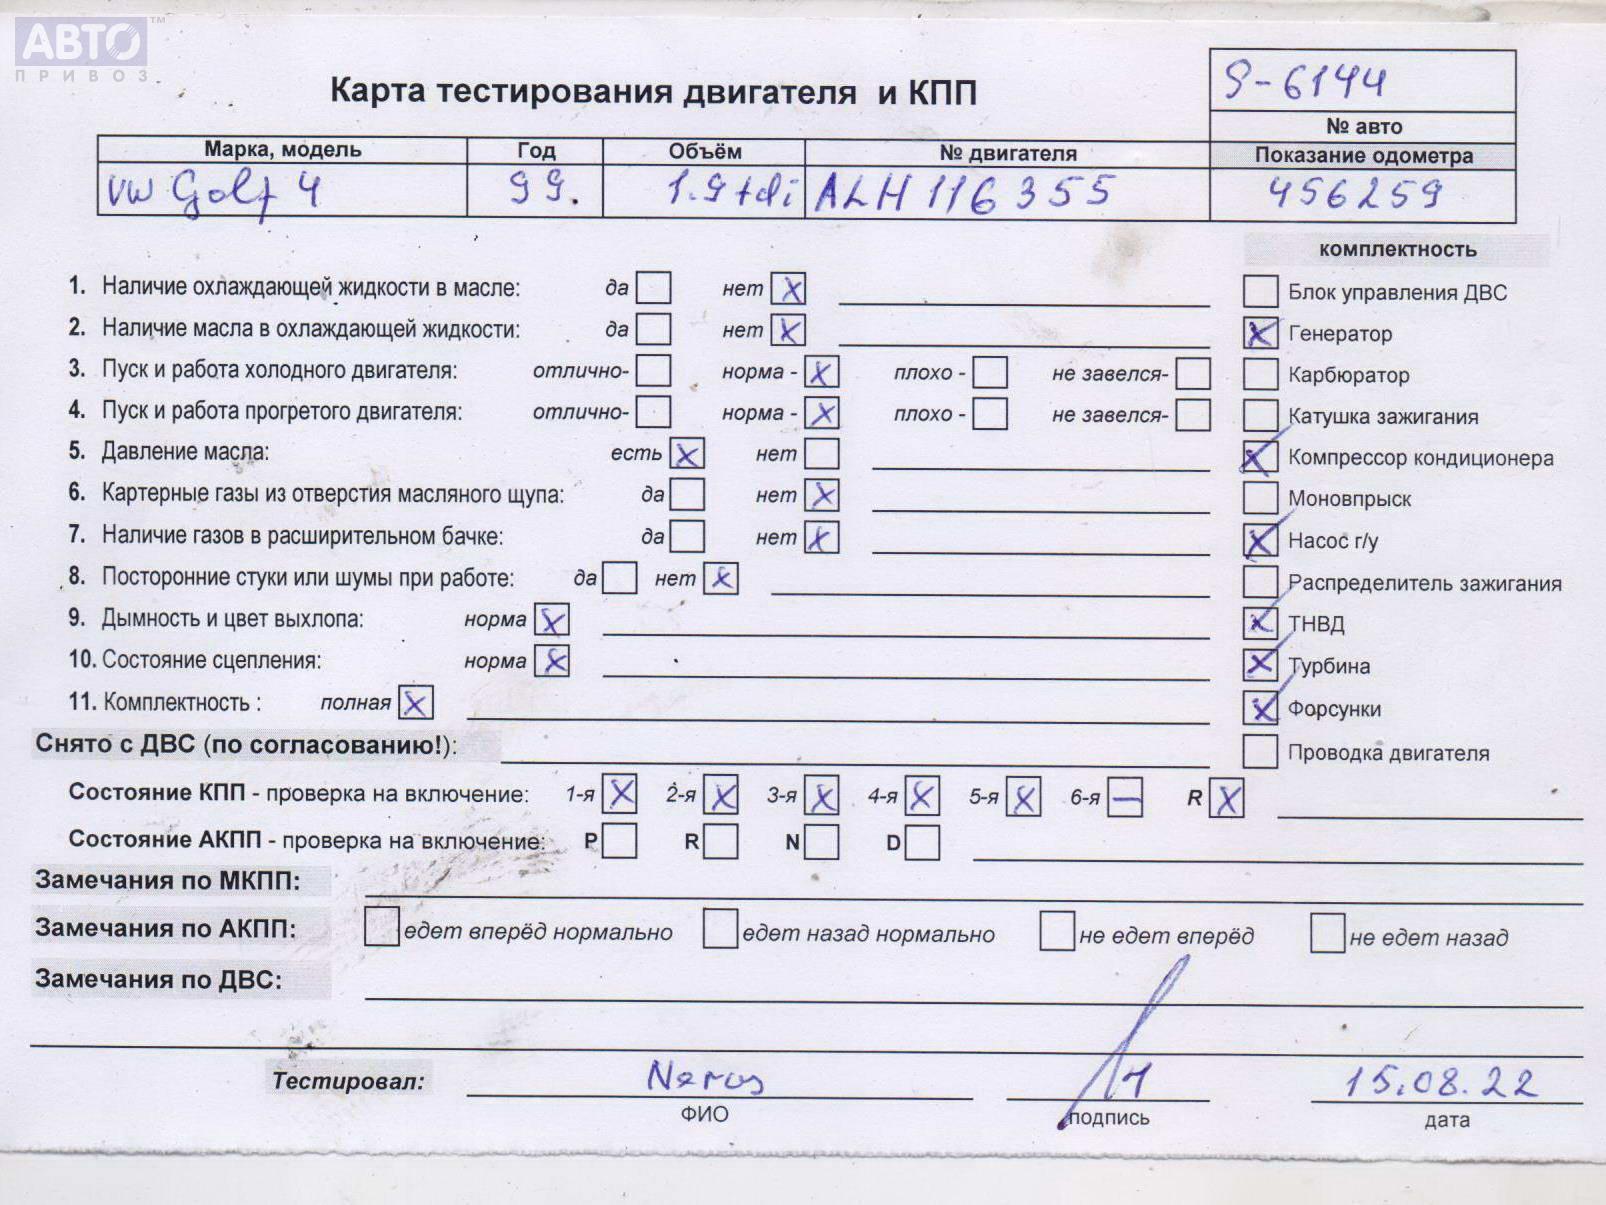 АВТО™
ПРИВОЗ
Карта тестирования двигателя и КПП
S-6144
№ авто
Марка, модель Год Объём № двигателя Показание одометра
VW Golf 4 99. 1.9 tdi ALH 116355 456259
комплектность
1. Наличие охлаждающей жидкости в масле: да нет X
Блок управления ДВС
2. Наличие масла в охлаждающей жидкости: да нет X
X Генератор
3. Пуск и работа холодного двигателя: отлично- норма - X плохо - не завелся-
Карбюратор
4. Пуск и работа прогретого двигателя: отлично- норма - X плохо - не завелся-
Катушка зажигания
5. Давление масла: есть X нет
X Компрессор кондиционера
6. Картерные газы из отверстия масляного щупа: да нет X
Моновпрыск
7. Наличие газов в расширительном бачке: да нет X
X Насос г/у
8. Посторонние стуки или шумы при работе: да нет X
Распределитель зажигания
9. Дымность и цвет выхлопа: норма X
X ТНВД
10. Состояние сцепления: норма X
X Турбина
11. Комплектность : полная X
X Форсунки
Снято с ДВС (по согласованию!):
Проводка двигателя
Состояние КПП - проверка на включение: 1-я X 2-я X 3-я X 4-я X 5-я X 6-я — R X
Состояние АКПП - проверка на включение: P R N D
Замечания по МКПП:
Замечания по АКПП: едет вперёд нормально едет назад нормально не едет вперёд не едет назад
Замечания по ДВС:
Тестировал: 15.08.22
ФИО подпись дата